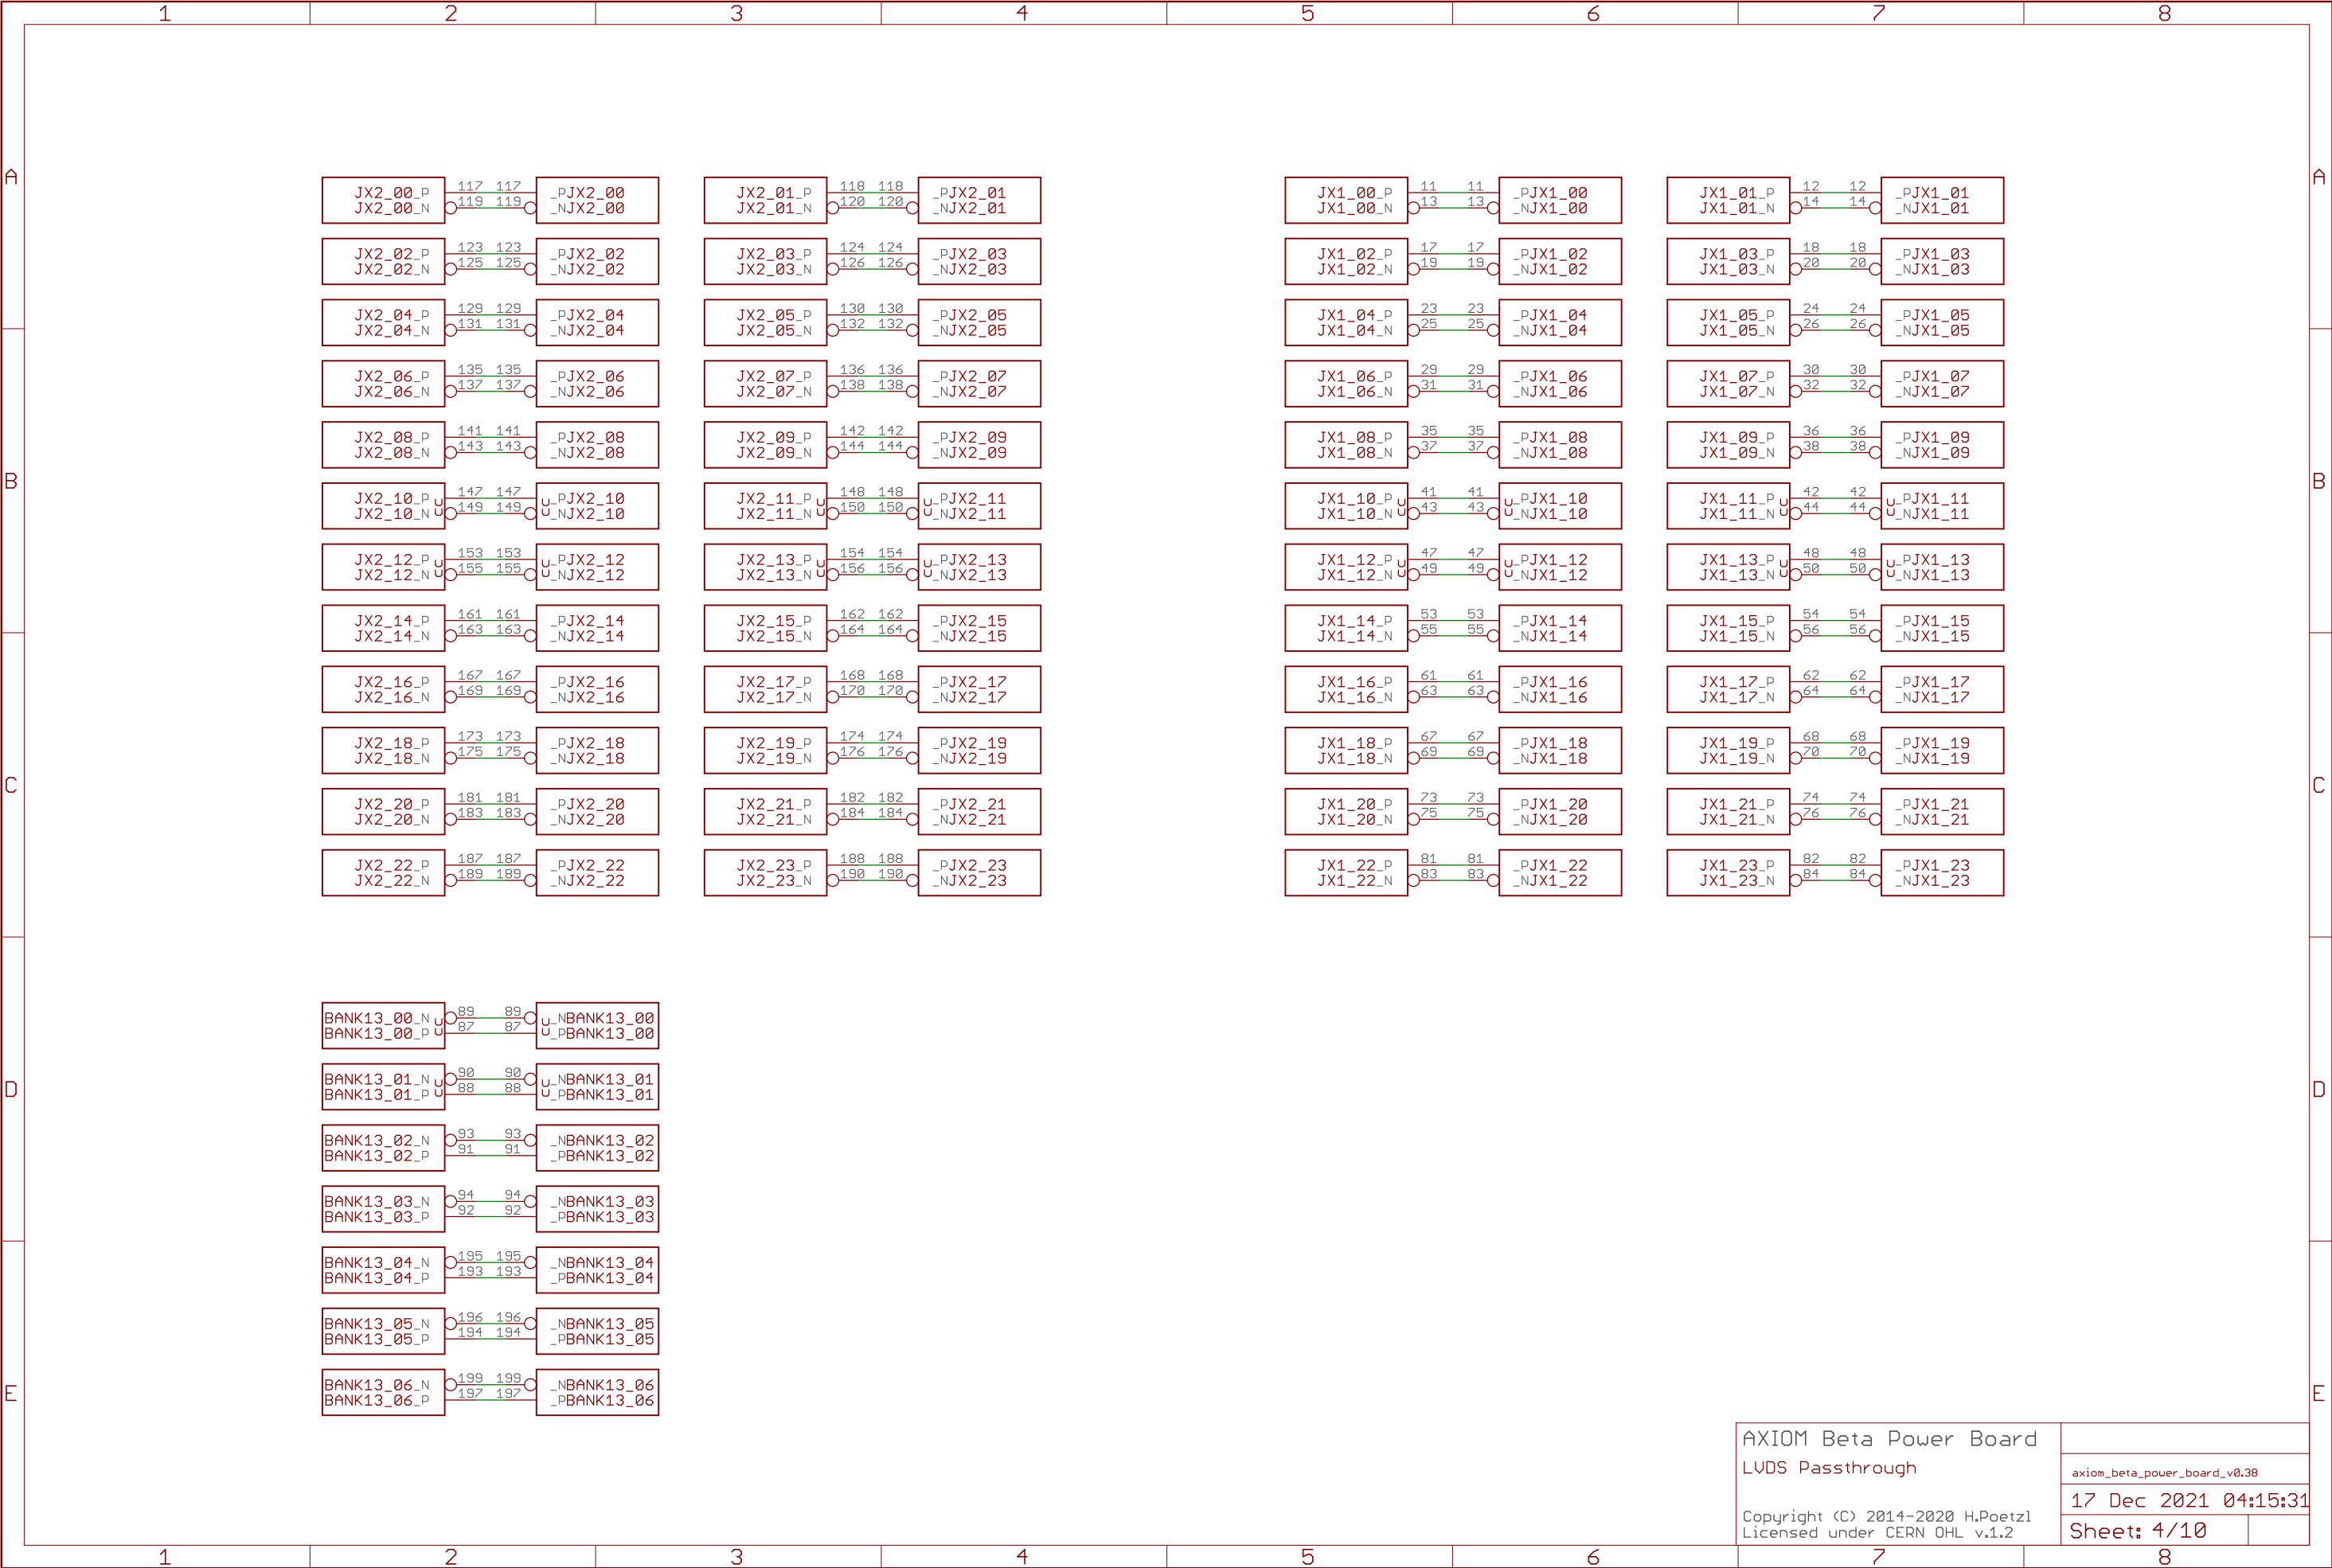 1 2 3 4 5 6 7 8
A A
JX2_00_P 117 117 _PJX2_00 JX2_01_P 118 118 _PJX2_01 JX1_00_P 11 11 _PJX1_00 JX1_01_P 12 12 _PJX1_01
JX2_00_N 119 119 _NJX2_00 JX2_01_N 120 120 _NJX2_01 JX1_00_N 13 13 _NJX1_00 JX1_01_N 14 14 _NJX1_01
JX2_02_P 123 123 _PJX2_02 JX2_03_P 124 124 _PJX2_03 JX1_02_P 17 17 _PJX1_02 JX1_03_P 18 18 _PJX1_03
JX2_02_N 125 125 _NJX2_02 JX2_03_N 126 126 _NJX2_03 JX1_02_N 19 19 _NJX1_02 JX1_03_N 20 20 _NJX1_03
JX2_04_P 129 129 _PJX2_04 JX2_05_P 130 130 _PJX2_05 JX1_04_P 23 23 _PJX1_04 JX1_05_P 24 24 _PJX1_05
JX2_04_N 131 131 _NJX2_04 JX2_05_N 132 132 _NJX2_05 JX1_04_N 25 25 _NJX1_04 JX1_05_N 26 26 _NJX1_05
JX2_06_P 135 135 _PJX2_06 JX2_07_P 136 136 _PJX2_07 JX1_06_P 29 29 _PJX1_06 JX1_07_P 30 30 _PJX1_07
JX2_06_N 137 137 _NJX2_06 JX2_07_N 138 138 _NJX2_07 JX1_06_N 31 31 _NJX1_06 JX1_07_N 32 32 _NJX1_07
JX2_08_P 141 141 _PJX2_08 JX2_09_P 142 142 _PJX2_09 JX1_08_P 35 35 _PJX1_08 JX1_09_P 36 36 _PJX1_09
JX2_08_N 143 143 _NJX2_08 JX2_09_N 144 144 _NJX2_09 JX1_08_N 37 37 _NJX1_08 JX1_09_N 38 38 _NJX1_09
B B
JX2_10_P U 147 147 U _PJX2_10 JX2_11_P U 148 148 U _PJX2_11 JX1_10_P U 41 41 U _PJX1_10 JX1_11_P U 42 42 U _PJX1_11
JX2_10_N U 149 149 U _NJX2_10 JX2_11_N U 150 150 U _NJX2_11 JX1_10_N U 43 43 U _NJX1_10 JX1_11_N U 44 44 U _NJX1_11
JX2_12_P U 153 153 U _PJX2_12 JX2_13_P U 154 154 U _PJX2_13 JX1_12_P U 47 47 U _PJX1_12 JX1_13_P U 48 48 U _PJX1_13
JX2_12_N U 155 155 U _NJX2_12 JX2_13_N U 156 156 U _NJX2_13 JX1_12_N U 49 49 U _NJX1_12 JX1_13_N U 50 50 U _NJX1_13
JX2_14_P 161 161 _PJX2_14 JX2_15_P 162 162 _PJX2_15 JX1_14_P 53 53 _PJX1_14 JX1_15_P 54 54 _PJX1_15
JX2_14_N 163 163 _NJX2_14 JX2_15_N 164 164 _NJX2_15 JX1_14_N 55 55 _NJX1_14 JX1_15_N 56 56 _NJX1_15
JX2_16_P 167 167 _PJX2_16 JX2_17_P 168 168 _PJX2_17 JX1_16_P 61 61 _PJX1_16 JX1_17_P 62 62 _PJX1_17
JX2_16_N 169 169 _NJX2_16 JX2_17_N 170 170 _NJX2_17 JX1_16_N 63 63 _NJX1_16 JX1_17_N 64 64 _NJX1_17
JX2_18_P 173 173 _PJX2_18 JX2_19_P 174 174 _PJX2_19 JX1_18_P 67 67 _PJX1_18 JX1_19_P 68 68 _PJX1_19
JX2_18_N 175 175 _NJX2_18 JX2_19_N 176 176 _NJX2_19 JX1_18_N 69 69 _NJX1_18 JX1_19_N 70 70 _NJX1_19
C C
JX2_20_P 181 181 _PJX2_20 JX2_21_P 182 182 _PJX2_21 JX1_20_P 73 73 _PJX1_20 JX1_21_P 74 74 _PJX1_21
JX2_20_N 183 183 _NJX2_20 JX2_21_N 184 184 _NJX2_21 JX1_20_N 75 75 _NJX1_20 JX1_21_N 76 76 _NJX1_21
JX2_22_P 187 187 _PJX2_22 JX2_23_P 188 188 _PJX2_23 JX1_22_P 81 81 _PJX1_22 JX1_23_P 82 82 _PJX1_23
JX2_22_N 189 189 _NJX2_22 JX2_23_N 190 190 _NJX2_23 JX1_22_N 83 83 _NJX1_22 JX1_23_N 84 84 _NJX1_23
BANK13_00_N U 89 89 U _NBANK13_00
BANK13_00_P U 87 87 U _PBANK13_00
BANK13_01_N U 90 90 U _NBANK13_01
BANK13_01_P U 88 88 U _PBANK13_01
D D
BANK13_02_N 93 93 _NBANK13_02
BANK13_02_P 91 91 _PBANK13_02
BANK13_03_N 94 94 _NBANK13_03
BANK13_03_P 92 92 _PBANK13_03
BANK13_04_N 195 195 _NBANK13_04
BANK13_04_P 193 193 _PBANK13_04
BANK13_05_N 196 196 _NBANK13_05
BANK13_05_P 194 194 _PBANK13_05
BANK13_06_N 199 199 _NBANK13_06
BANK13_06_P 197 197 _PBANK13_06
E E
AXIOM Beta Power Board
LVDS Passthrough
axiom_beta_power_board_v0.38
17 Dec 2021 04:15:31
Copyright (C) 2014-2020 H.Poetzl
Licensed under CERN OHL v.1.2
Sheet: 4/10
1 2 3 4 5 6 7 8